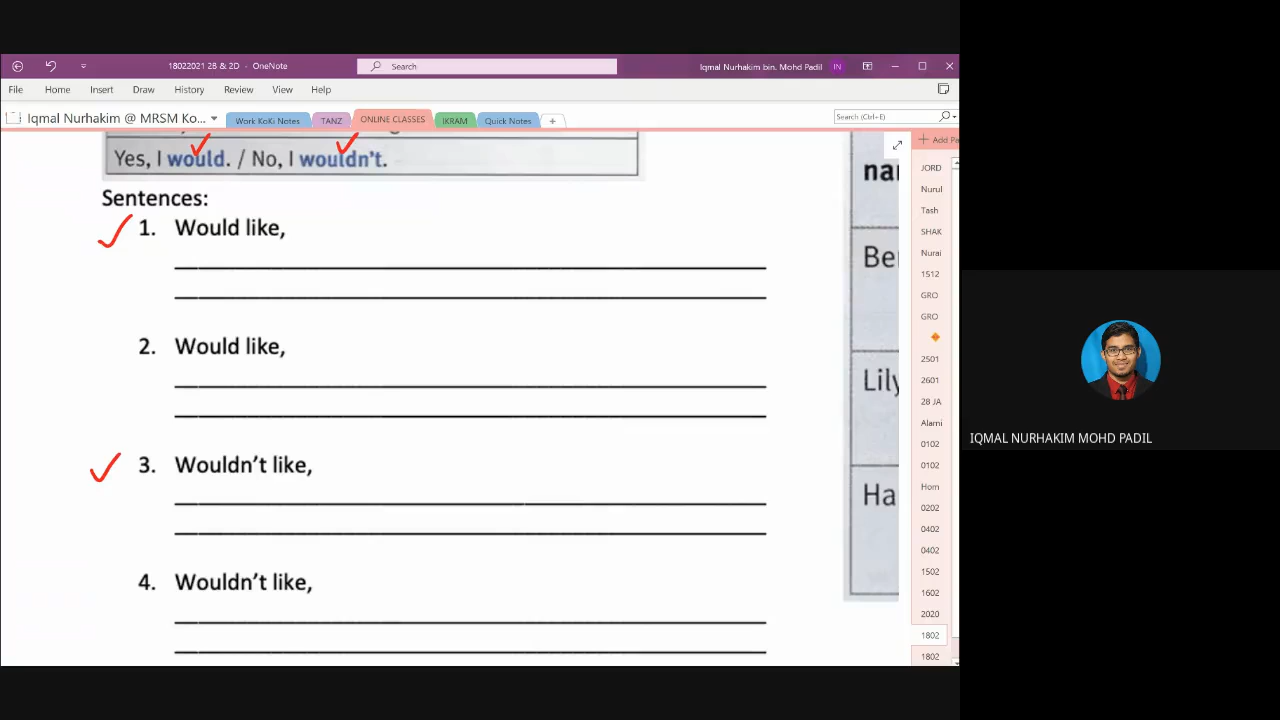 18022021 2B & 2D - OneNote
Search
Iqmal Nurhakim bin. Mohd Padil
IN
File Home Insert Draw History Review View Help
Iqmal Nurhakim @ MRSM Ko...
Work KoKi Notes
TANZ
ONLINE CLASSES
IKRAM
Quick Notes
Search (Ctrl+E)
Yes, I would. / No, I wouldn't.
Sentences:
1. Would like,
2. Would like,
3. Wouldn't like,
4. Wouldn't like,
nar
Ber
Lily
Ha
Add Pa
JORD
Nurul
Tash
SHAK
Nurai
1512
GRO
GRO
2501
2601
28 JA
Alami
0102
0102
Hom
0202
0402
0402
1502
1602
2020
1802
1802
IQMAL NURHAKIM MOHD PADIL